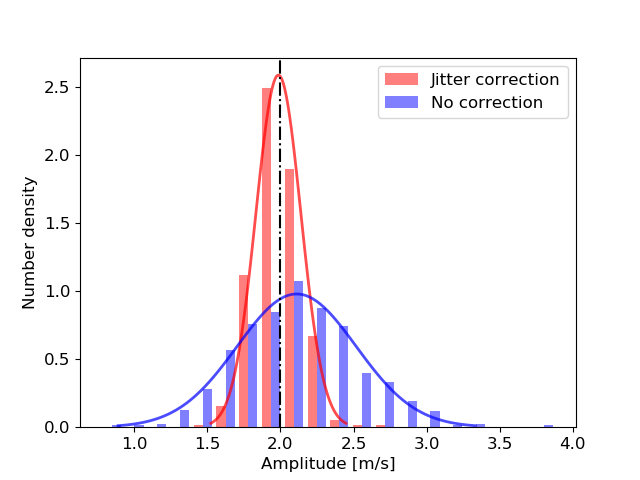 Jitter correction
No correction
Number density
2.5
2.0
1.5
1.0
0.5
0.0
1.0 1.5 2.0 2.5 3.0 3.5 4.0
Amplitude [m/s]